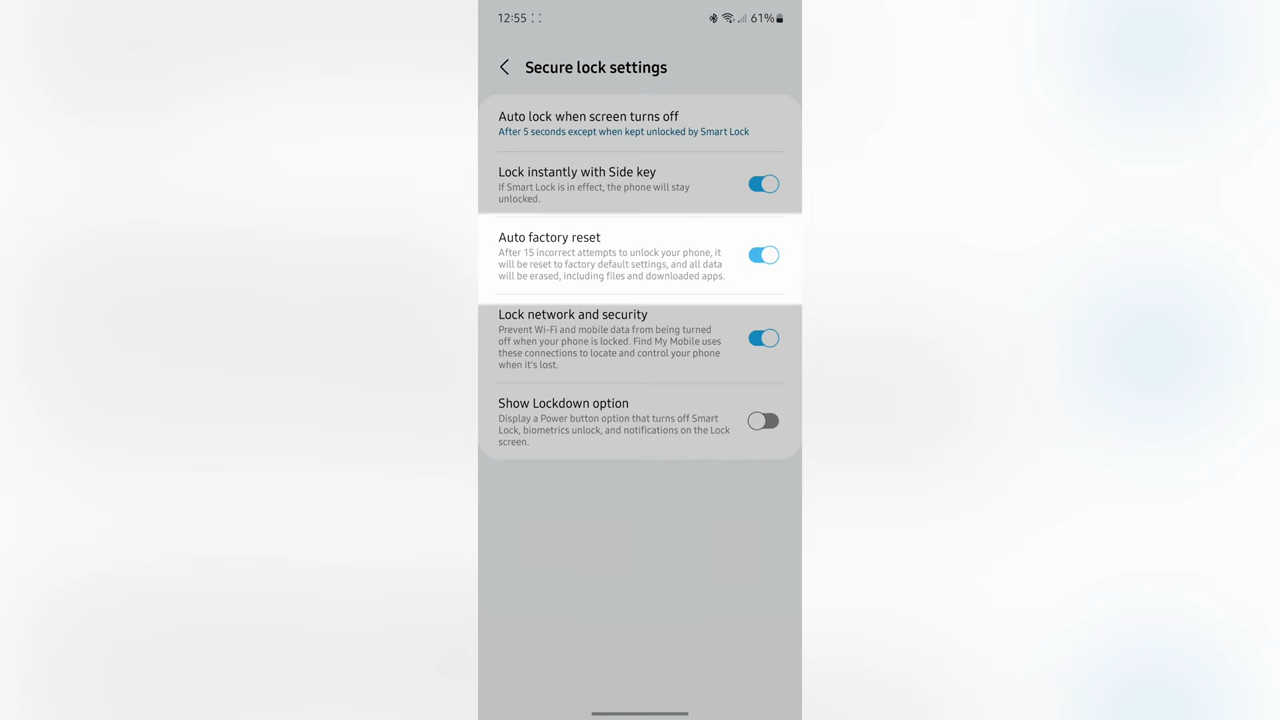 12:55
61%
Secure lock settings
Auto lock when screen turns off
After 5 seconds except when kept unlocked by Smart Lock
Lock instantly with Side key
If Smart Lock is in effect, the phone will stay
unlocked.
Auto factory reset
After 15 incorrect attempts to unlock your phone, it
will be reset to factory default settings, and all data
will be erased, including files and downloaded apps.
Lock network and security
Prevent Wi-Fi and mobile data from being turned
off when your phone is locked. Find My Mobile uses
these connections to locate and control your phone
when it's lost.
Show Lockdown option
Display a Power button option that turns off Smart
Lock, biometrics unlock, and notifications on the Lock
screen.